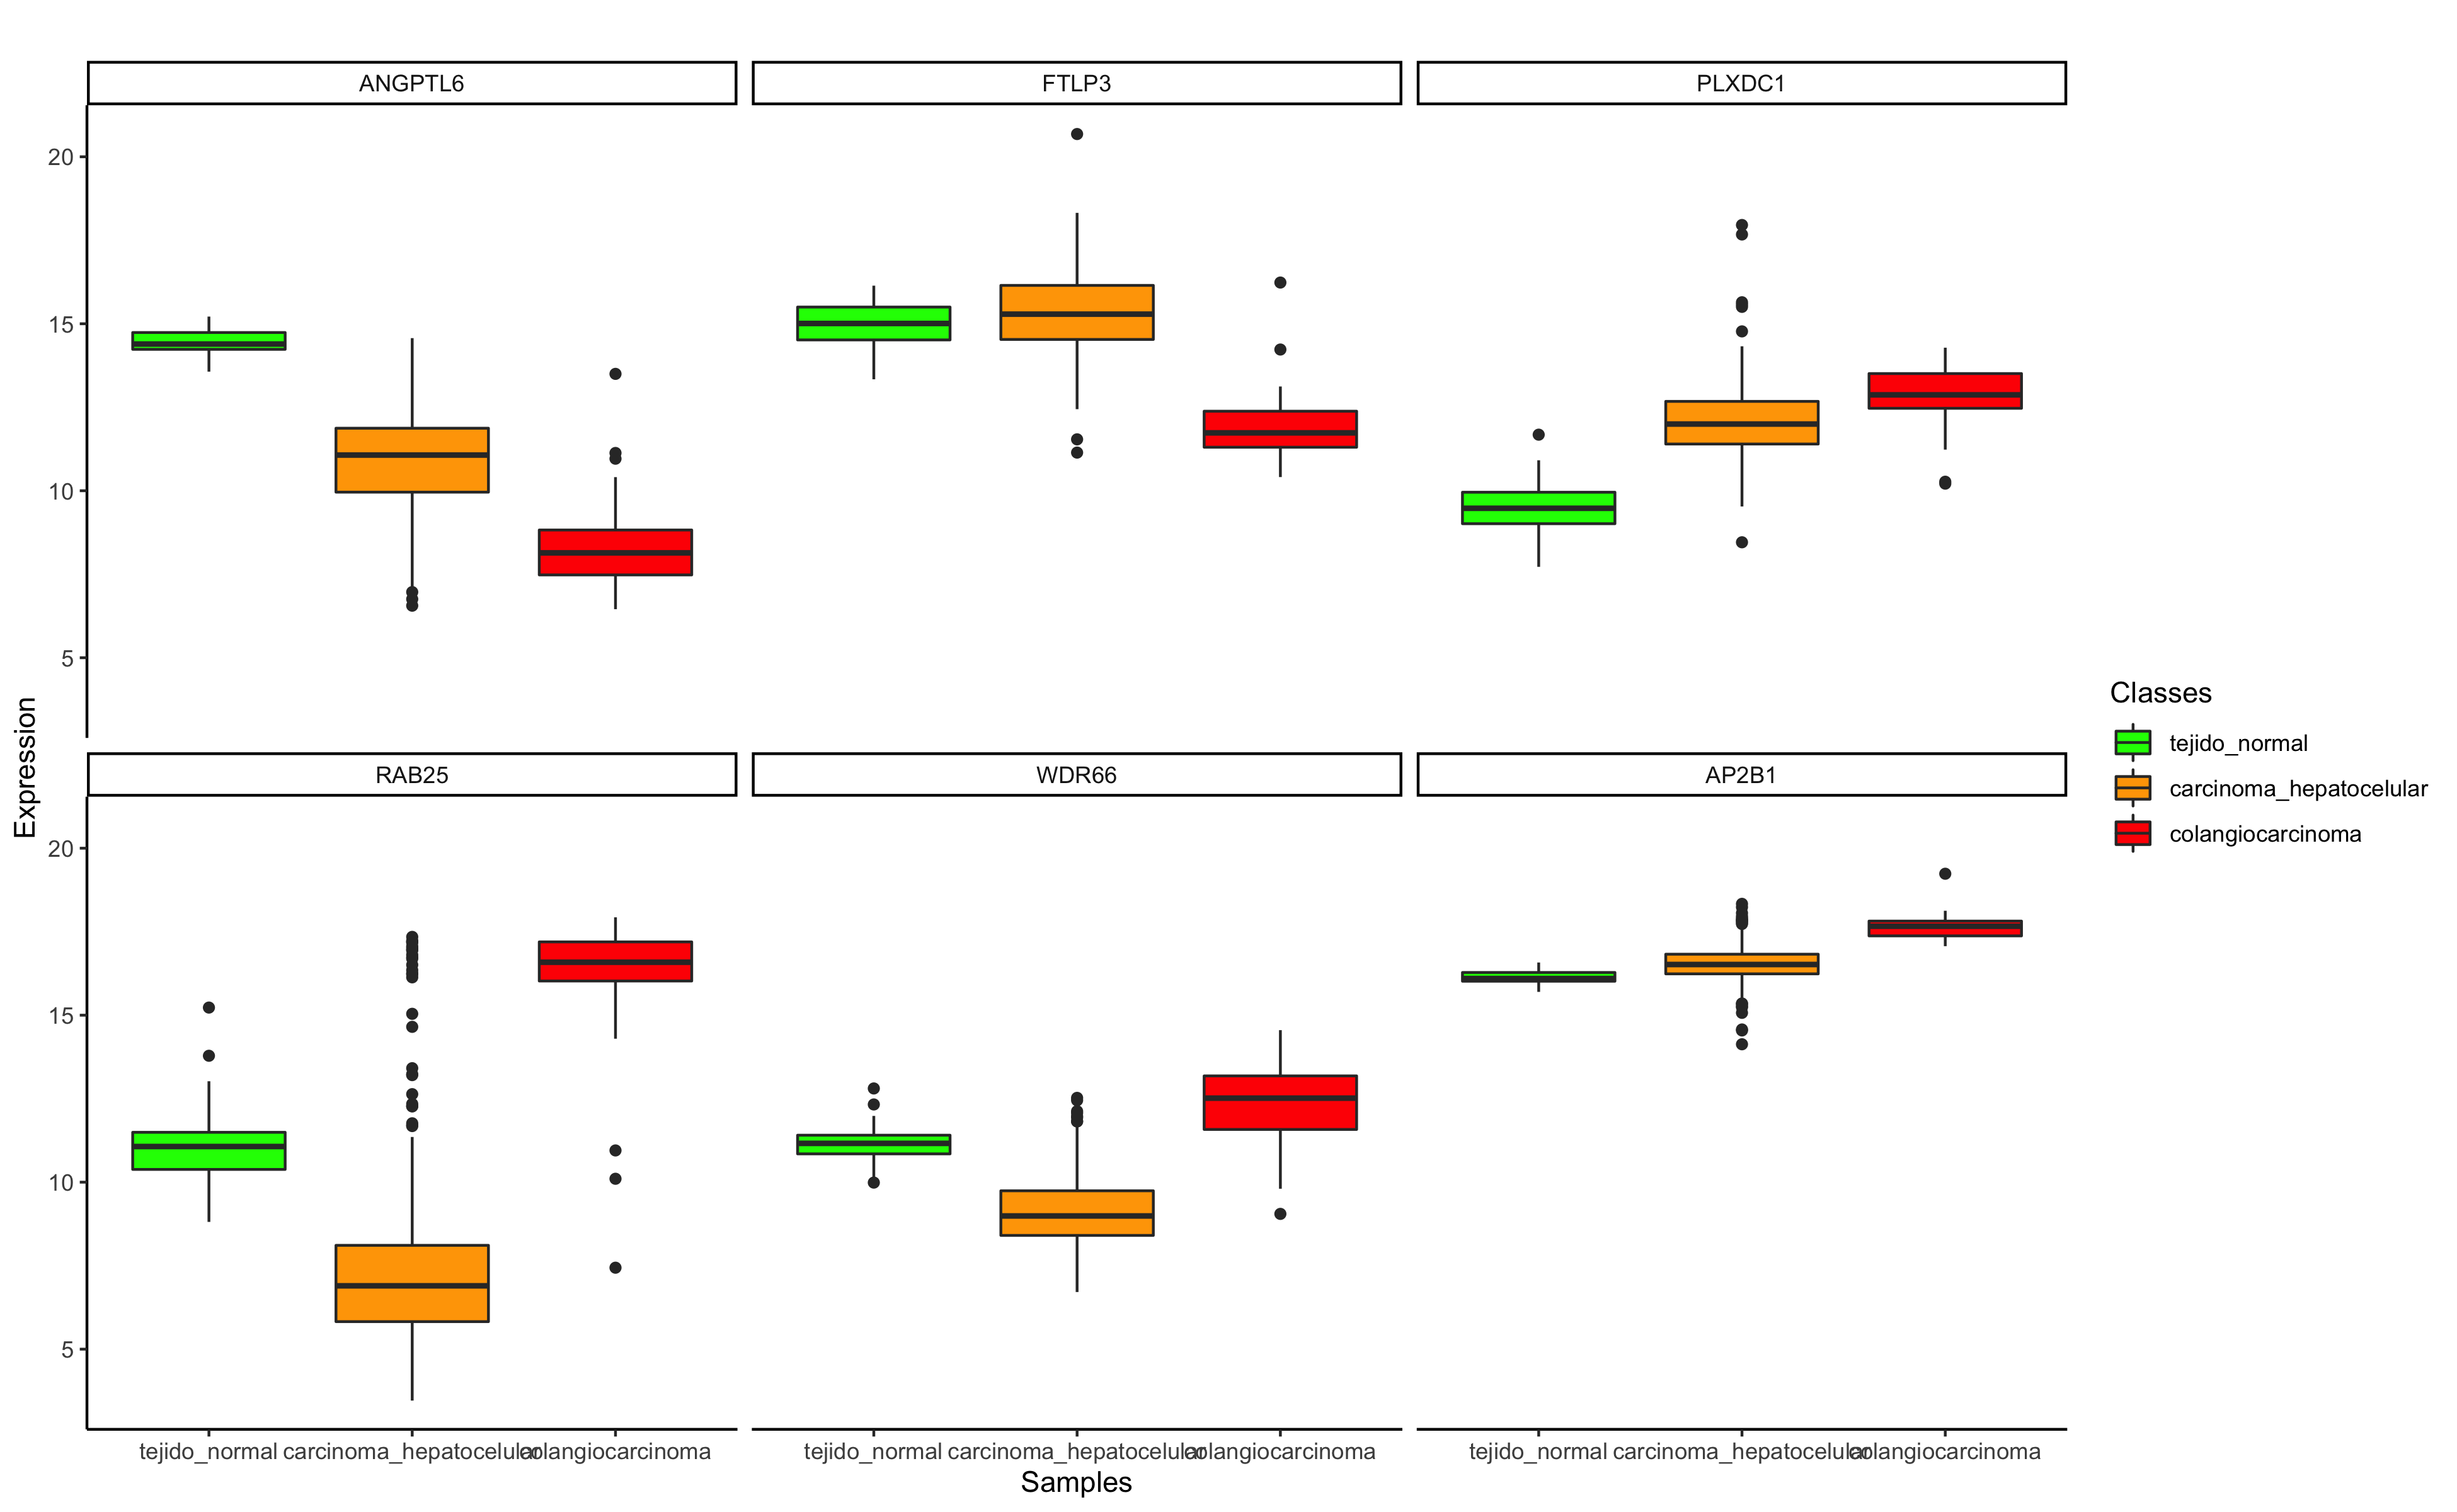 ANGPTL6 FTLP3 PLXDC1
20
15
10
5
Expression
RAB25 WDR66 AP2B1
20
15
10
5
tejido_normal carcinoma_hepatocelular colangiocarcinoma tejido_normal carcinoma_hepatocelular colangiocarcinoma tejido_normal carcinoma_hepatocelular colangiocarcinoma
Samples
Classes
tejido_normal
carcinoma_hepatocelular
colangiocarcinoma